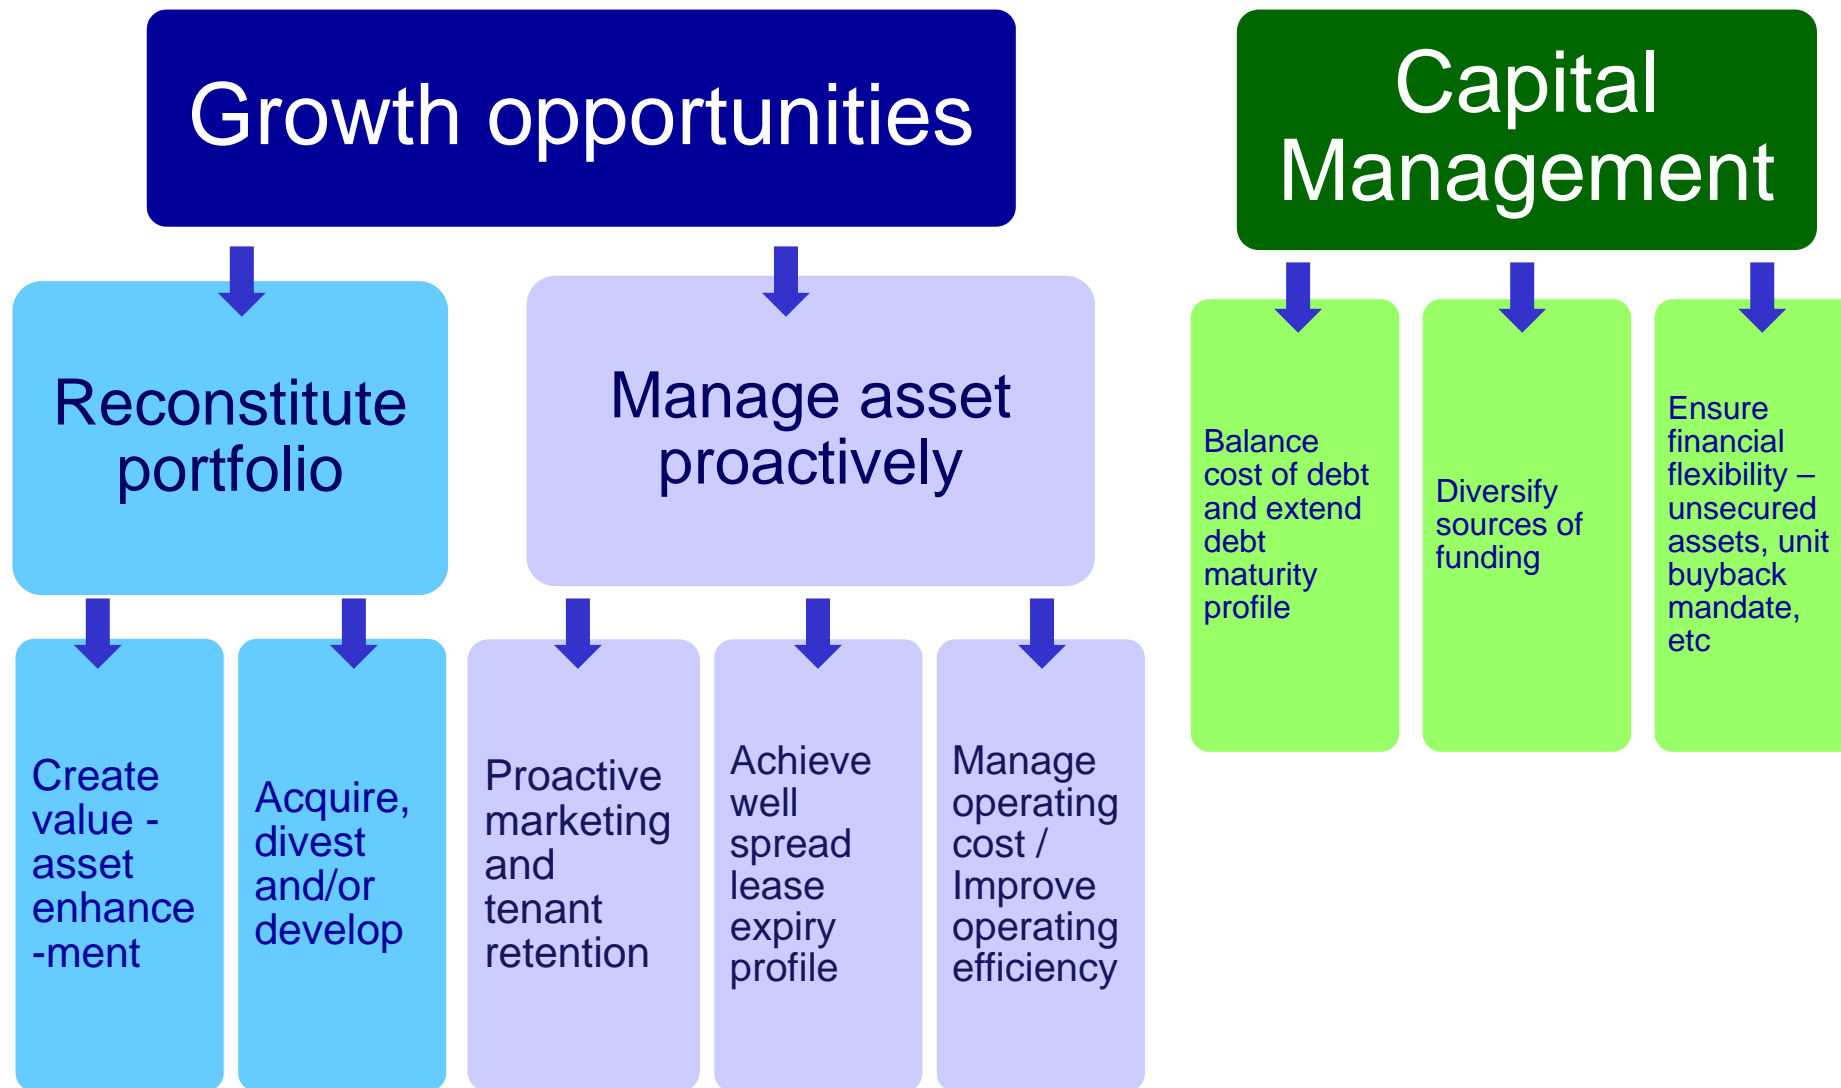 Growth opportunities
Capital
Management
Reconstitute
portfolio
Manage asset
proactively
Balance
cost of debt
and extend
debt
maturity
profile
Diversify
sources of
funding
Ensure
financial
flexibility –
unsecured
assets, unit
buyback
mandate,
etc
Create
value -
asset
enhance
-ment
Acquire,
divest
and/or
develop
Proactive
marketing
and
tenant
retention
Achieve
well
spread
lease
expiry
profile
Manage
operating
cost /
Improve
operating
efficiency